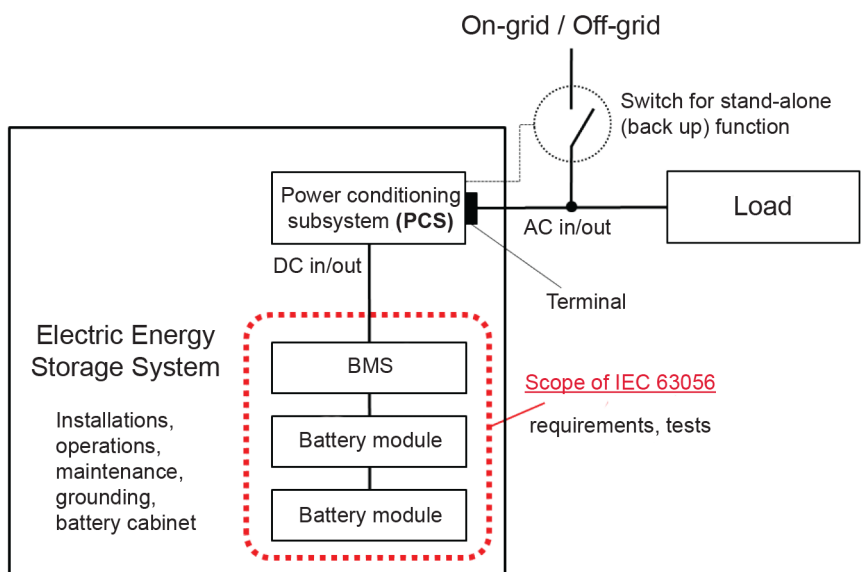 On-grid / Off-grid
Switch for stand-alone
(back up) function
Power conditioning
subsystem (PCS)
Load
AC in/out
DC in/out
Terminal
Electric Energy
Storage System
BMS
Scope of IEC 63056
requirements, tests
Installations,
operations,
maintenance,
grounding,
battery cabinet
Battery module
Battery module